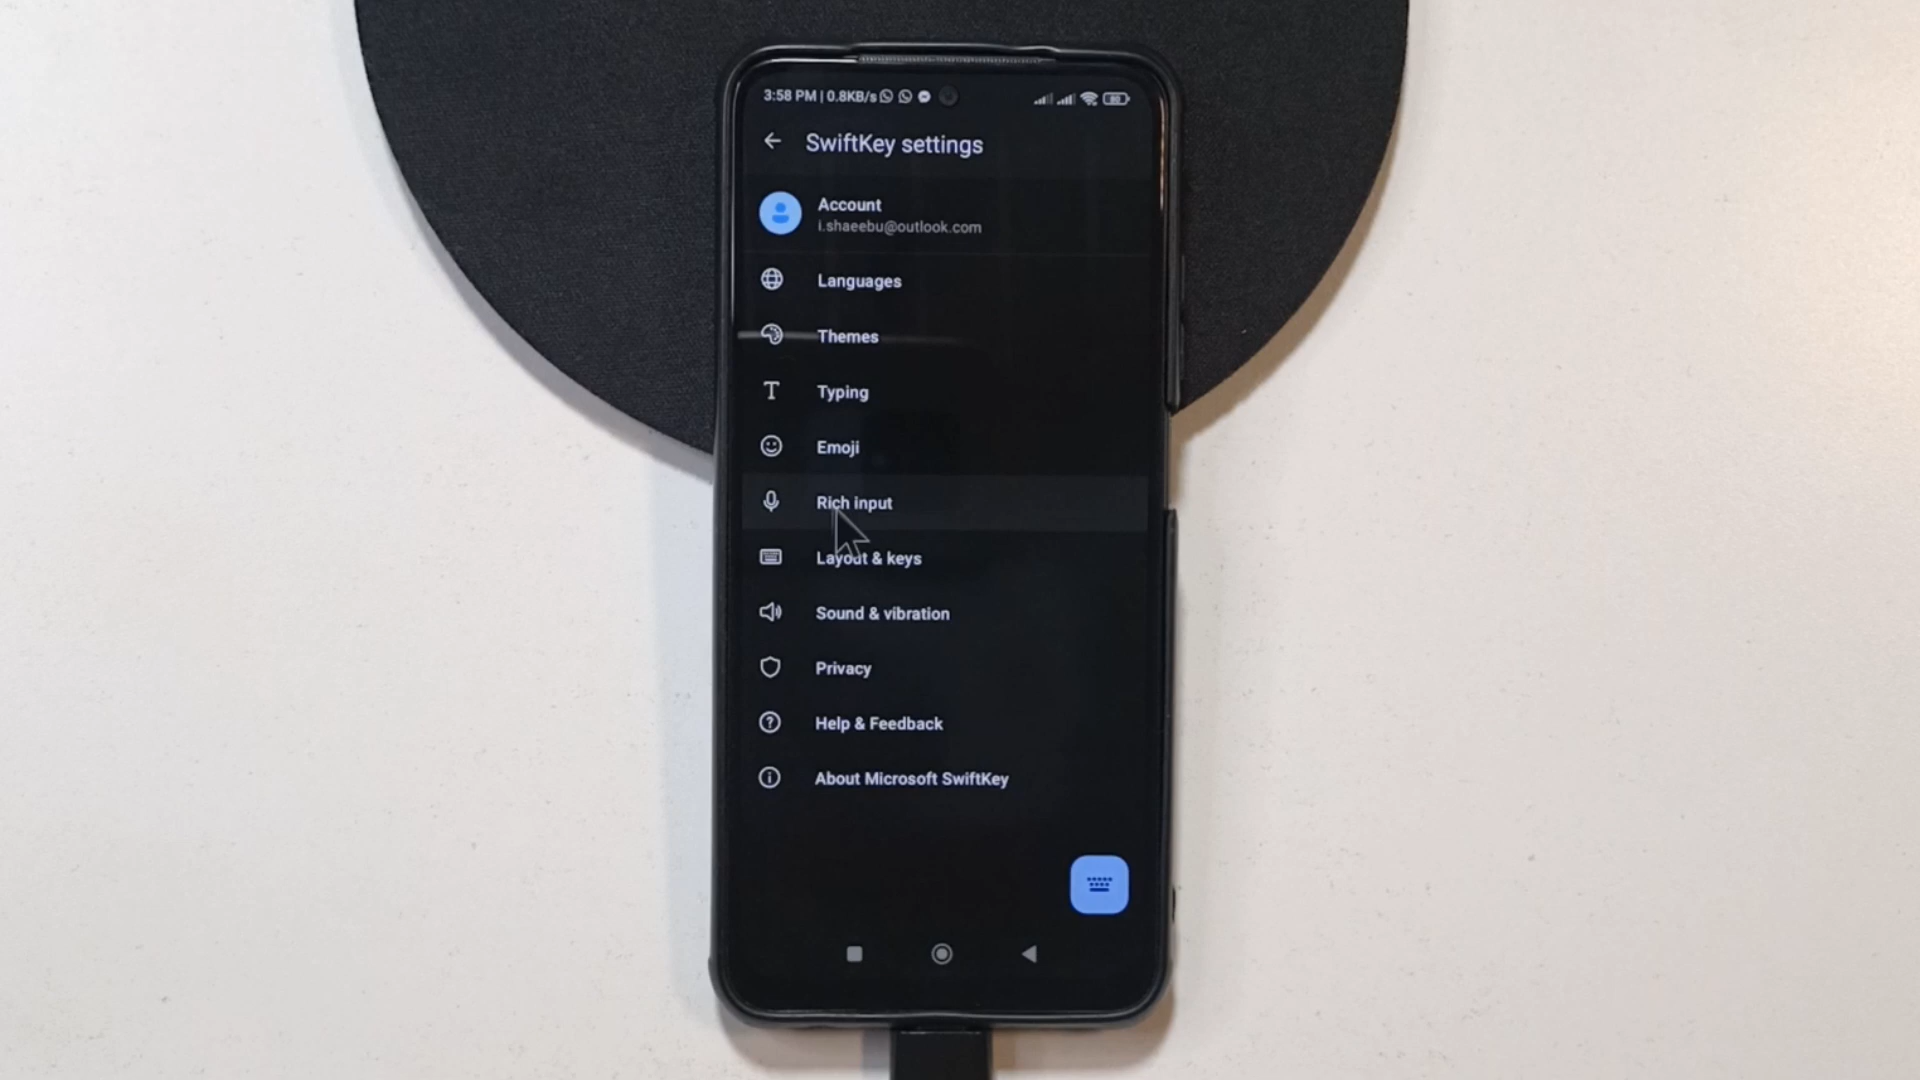 3:58 PM | 0.8KB/s 80
SwiftKey settings
Account
i.shaeebu@outlook.com
Languages
Themes
Typing
Emoji
Rich input
Layout & keys
Sound & vibration
Privacy
Help & Feedback
About Microsoft SwiftKey